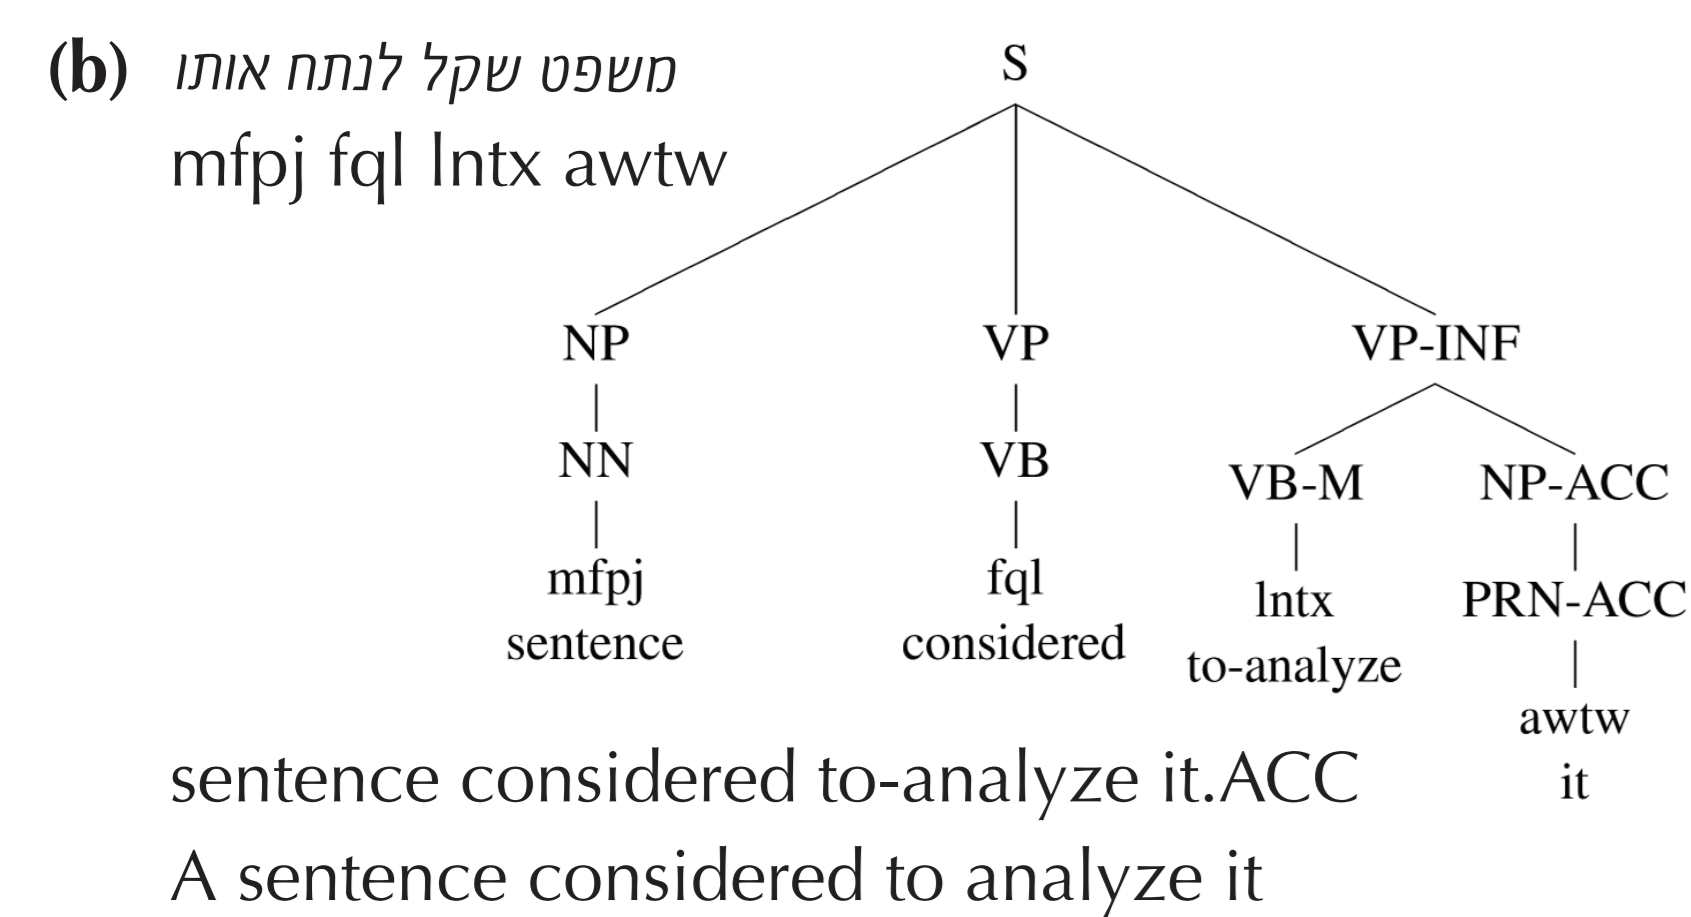 (b) משפט שקל לנתח אותו
mfpj fql lntx awtw
S
NP VP VP-INF
NN VB VB-M NP-ACC
mfpj fql lntx PRN-ACC
sentence considered to-analyze awtw
it
sentence considered to-analyze it.ACC
A sentence considered to analyze it